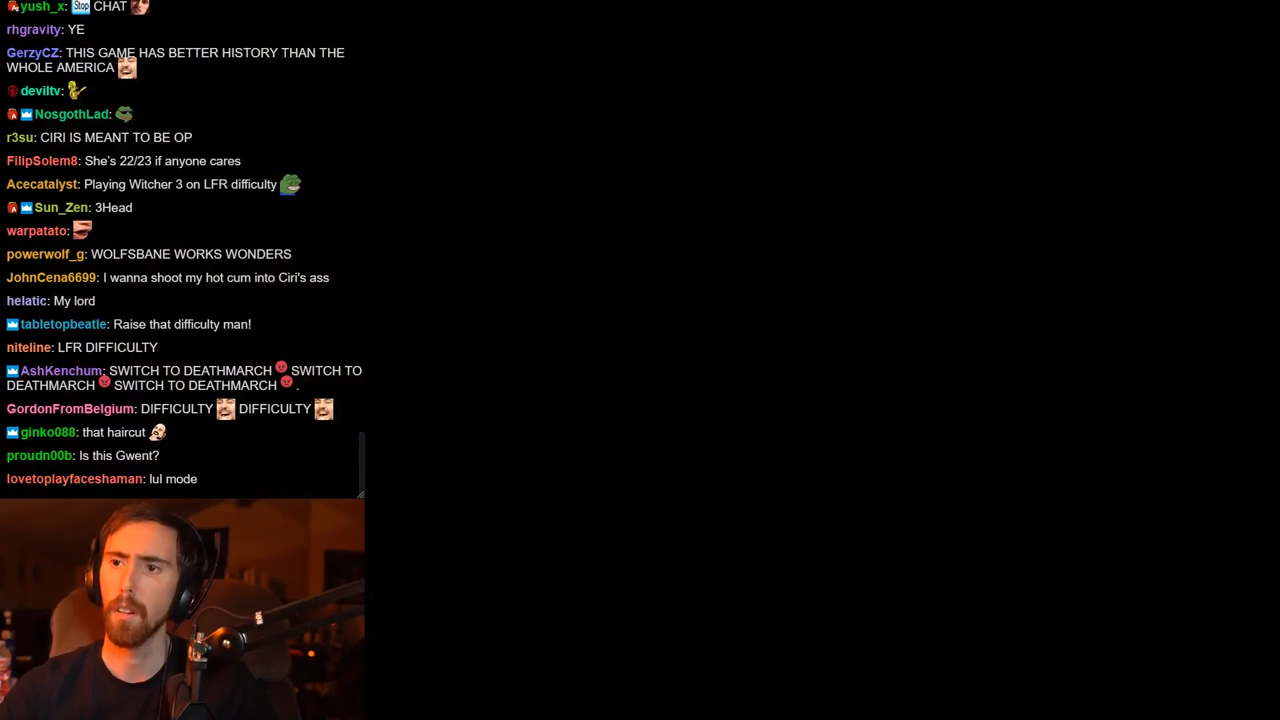 yush_x: Stop CHAT
rhgravity: YE
GerzyCZ: THIS GAME HAS BETTER HISTORY THAN THE
WHOLE AMERICA
deviltv:
NosgothLad:
r3su: CIRI IS MEANT TO BE OP
FilipSolem8: She's 22/23 if anyone cares
Acecatalyst: Playing Witcher 3 on LFR difficulty
Sun_Zen: 3Head
warpatato:
powerwolf_g: WOLFSBANE WORKS WONDERS
JohnCena6699: I wanna shoot my hot cum into Ciri's ass
helatic: My lord
tabletopbeatle: Raise that difficulty man!
niteline: LFR DIFFICULTY
AshKenchum: SWITCH TO DEATHMARCH SWITCH TO
DEATHMARCH SWITCH TO DEATHMARCH .
GordonFromBelgium: DIFFICULTY DIFFICULTY
ginko088: that haircut
proudn00b: Is this Gwent?
lovetoplayfaceshaman: lul mode